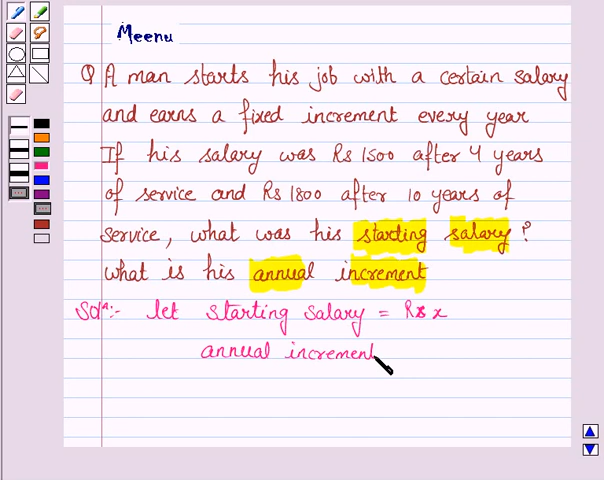 Meenu
Q A man starts his job with a certain salary
and earns a fixed increment every year
If his salary was Rs 1500 after 4 years
of service and Rs 1800 after 10 years of
service, what was his starting salary?
what is his annual increment
Solⁿ:- let starting salary = Rs x
annual increment